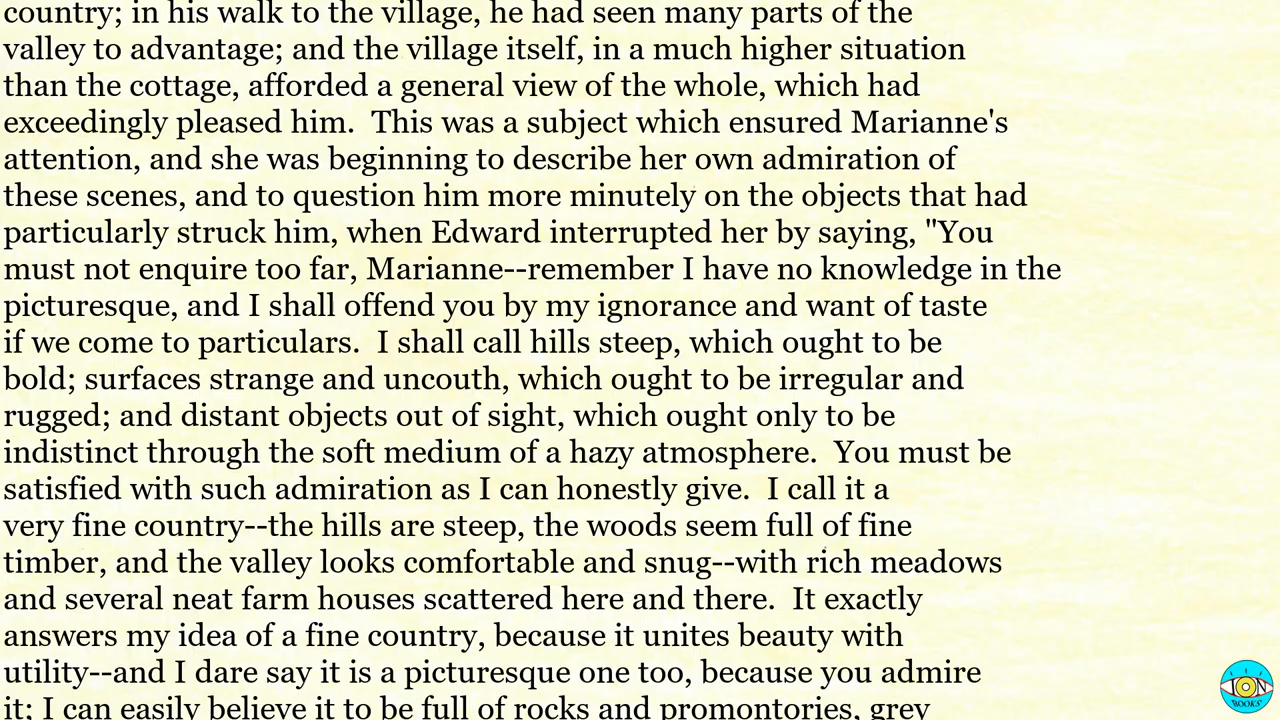 country; in his walk to the village, he had seen many parts of the
valley to advantage; and the village itself, in a much higher situation
than the cottage, afforded a general view of the whole, which had
exceedingly pleased him.  This was a subject which ensured Marianne's
attention, and she was beginning to describe her own admiration of
these scenes, and to question him more minutely on the objects that had
particularly struck him, when Edward interrupted her by saying, "You
must not enquire too far, Marianne--remember I have no knowledge in the
picturesque, and I shall offend you by my ignorance and want of taste
if we come to particulars.  I shall call hills steep, which ought to be
bold; surfaces strange and uncouth, which ought to be irregular and
rugged; and distant objects out of sight, which ought only to be
indistinct through the soft medium of a hazy atmosphere.  You must be
satisfied with such admiration as I can honestly give.  I call it a
very fine country--the hills are steep, the woods seem full of fine
timber, and the valley looks comfortable and snug--with rich meadows
and several neat farm houses scattered here and there.  It exactly
answers my idea of a fine country, because it unites beauty with
utility--and I dare say it is a picturesque one too, because you admire
it; I can easily believe it to be full of rocks and promontories, grey
BOOKS